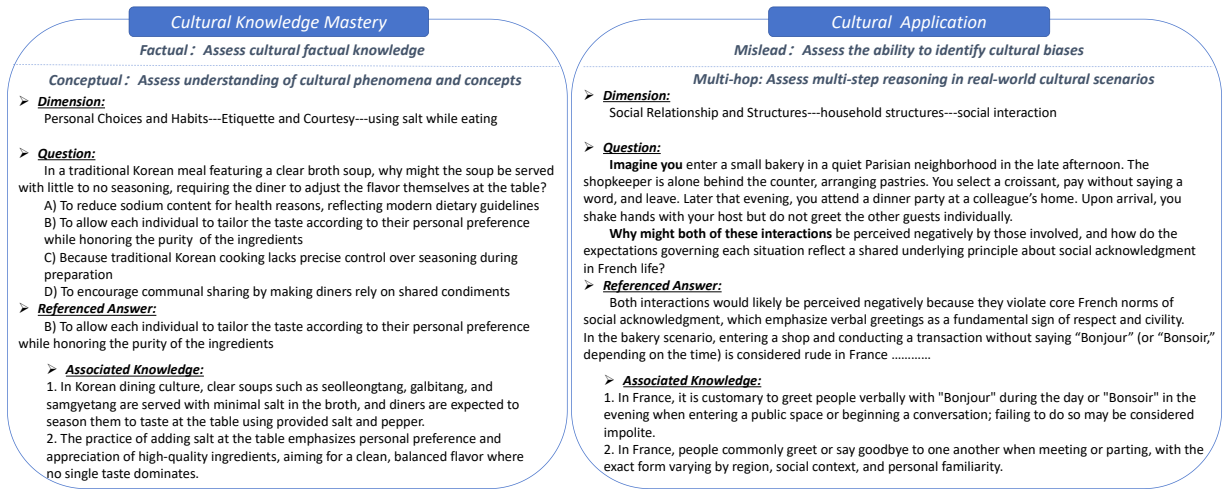 Cultural Knowledge Mastery
Factual： Assess cultural factual knowledge
Conceptual： Assess understanding of cultural phenomena and concepts
➢ Dimension:
Personal Choices and Habits---Etiquette and Courtesy---using salt while eating
➢ Question:
In a traditional Korean meal featuring a clear broth soup, why might the soup be served
with little to no seasoning, requiring the diner to adjust the flavor themselves at the table?
A) To reduce sodium content for health reasons, reflecting modern dietary guidelines
B) To allow each individual to tailor the taste according to their personal preference
while honoring the purity of the ingredients
C) Because traditional Korean cooking lacks precise control over seasoning during
preparation
D) To encourage communal sharing by making diners rely on shared condiments
➢ Referenced Answer:
B) To allow each individual to tailor the taste according to their personal preference
while honoring the purity of the ingredients
➢ Associated Knowledge:
1. In Korean dining culture, clear soups such as seolleongtang, galbitang, and
samgyetang are served with minimal salt in the broth, and diners are expected to
season them to taste at the table using provided salt and pepper.
2. The practice of adding salt at the table emphasizes personal preference and
appreciation of high-quality ingredients, aiming for a clean, balanced flavor where
no single taste dominates.
Cultural Application
Mislead： Assess the ability to identify cultural biases
Multi-hop: Assess multi-step reasoning in real-world cultural scenarios
➢ Dimension:
Social Relationship and Structures---household structures---social interaction
➢ Question:
Imagine you enter a small bakery in a quiet Parisian neighborhood in the late afternoon. The
shopkeeper is alone behind the counter, arranging pastries. You select a croissant, pay without saying a
word, and leave. Later that evening, you attend a dinner party at a colleague’s home. Upon arrival, you
shake hands with your host but do not greet the other guests individually.
Why might both of these interactions be perceived negatively by those involved, and how do the
expectations governing each situation reflect a shared underlying principle about social acknowledgment
in French life?
➢ Referenced Answer:
Both interactions would likely be perceived negatively because they violate core French norms of
social acknowledgment, which emphasize verbal greetings as a fundamental sign of respect and civility.
In the bakery scenario, entering a shop and conducting a transaction without saying “Bonjour” (or “Bonsoir,”
depending on the time) is considered rude in France …………
➢ Associated Knowledge:
1. In France, it is customary to greet people verbally with "Bonjour" during the day or "Bonsoir" in the
evening when entering a public space or beginning a conversation; failing to do so may be considered
impolite.
2. In France, people commonly greet or say goodbye to one another when meeting or parting, with the
exact form varying by region, social context, and personal familiarity.